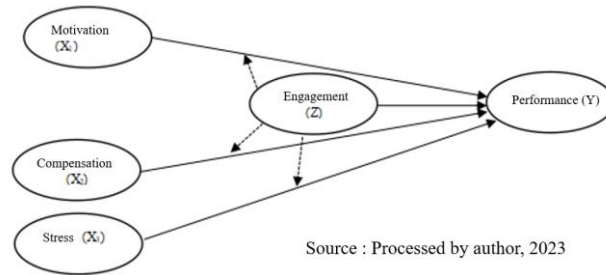 Motivation
(X₁)
Engagement
(Z)
Performance (Y)
Compensation
(X₂)
Stress (X₃)
Source : Processed by author, 2023